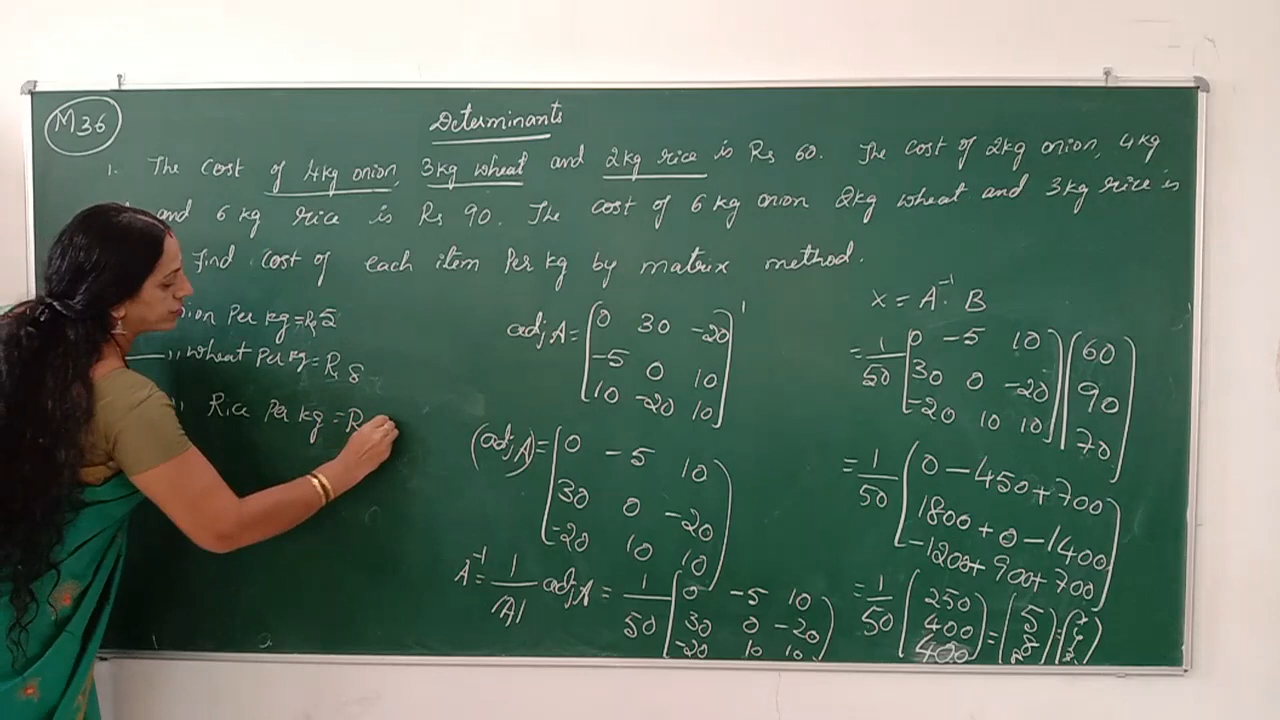 M36
Determinants
1. The cost of 4kg onion, 3kg wheat and 2kg rice is Rs 60. The cost of 2kg onion, 4kg
and 6kg rice is Rs 90. The cost of 6kg onion 2kg wheat and 3kg rice is
Find cost of each item Per kg by matrix method.
Per kg = Rs 5
" wheat Per kg = Rs 8
" Rice Per kg = R
adj A = [0 30 -20
-5 0 10
10 -20 10]'
(adj A) = [0 -5 10
30 0 -20
-20 10 10]
A⁻¹ = 1/|A| adj A = 1/50 [0 -5 10
30 0 -20
-20 10 10]
X = A⁻¹. B
= 1/50 [0 -5 10
30 0 -20
-20 10 10] [60
90
70]
= 1/50 [0 - 450 + 700
1800 + 0 - 1400
-1200 + 900 + 700]
= 1/50 [250
400
400] = [5
8
8] = [x
y
z]